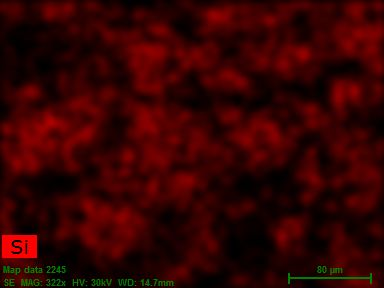 Si
Map data 2245
80 µm
SE MAG: 322x HV: 30kV WD: 14.7mm